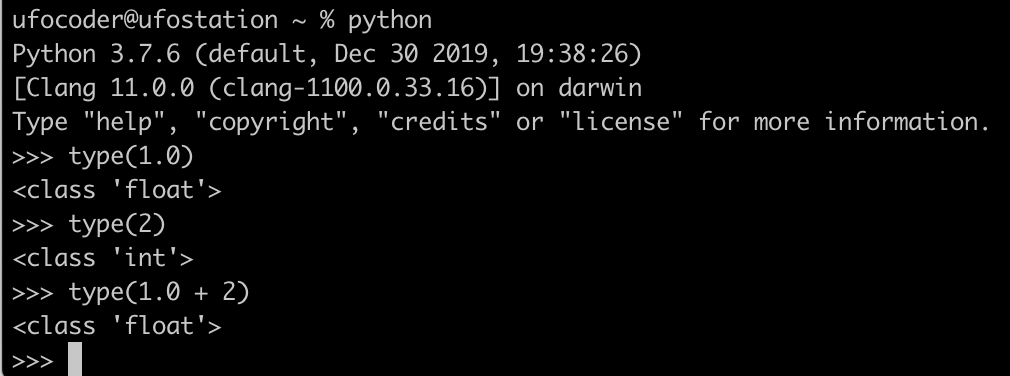 ufocoder@ufostation ~ % python
Python 3.7.6 (default, Dec 30 2019, 19:38:26)
[Clang 11.0.0 (clang-1100.0.33.16)] on darwin
Type "help", "copyright", "credits" or "license" for more information.
>>> type(1.0)
<class 'float'>
>>> type(2)
<class 'int'>
>>> type(1.0 + 2)
<class 'float'>
>>>